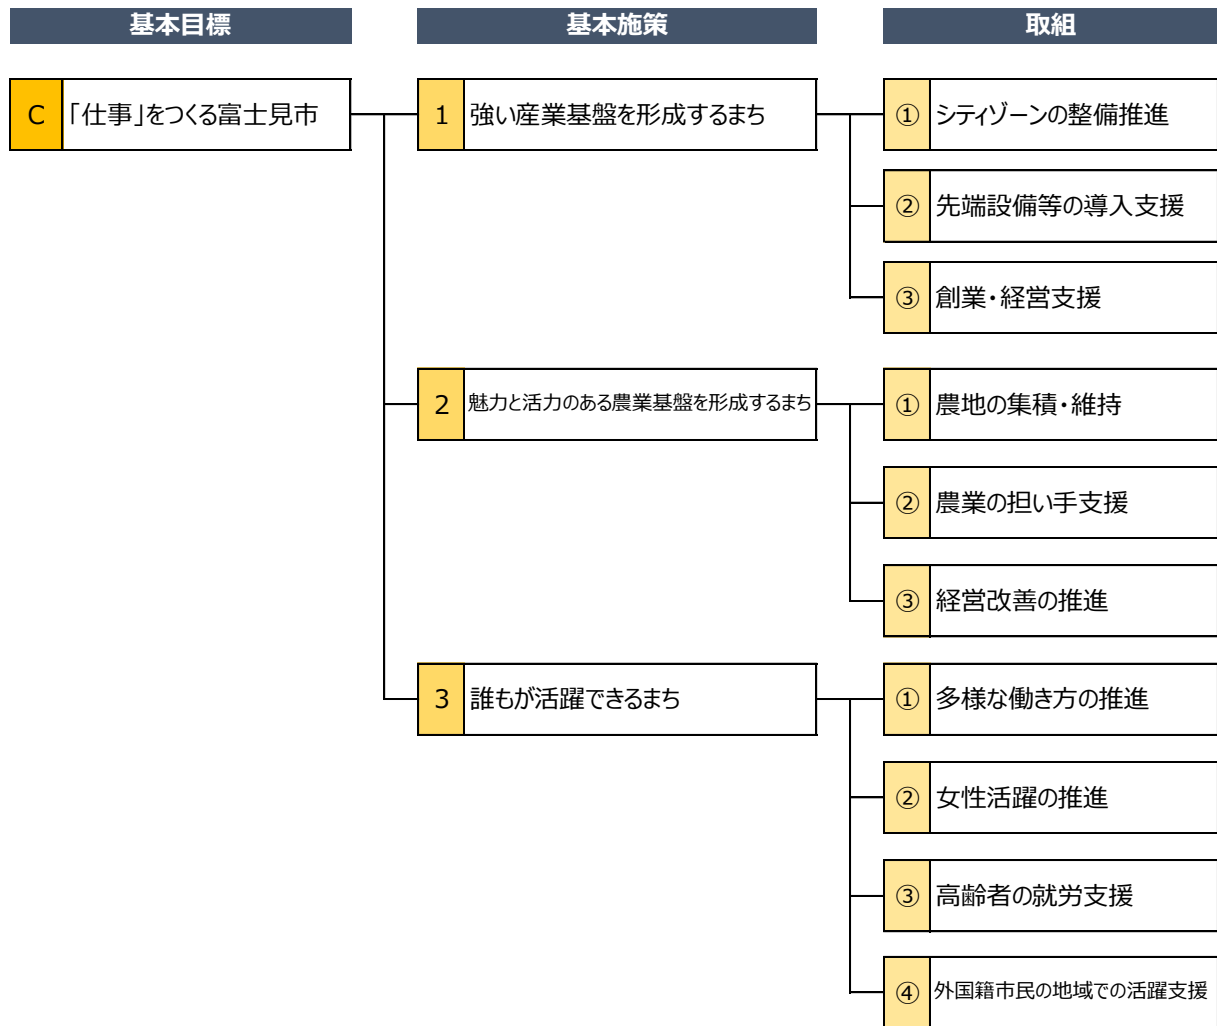 基本目標
基本施策
取組
C 「仕事」をつくる富士見市
1 強い産業基盤を形成するまち
① シティゾーンの整備推進
② 先端設備等の導入支援
③ 創業・経営支援
2 魅力と活力のある農業基盤を形成するまち
① 農地の集積・維持
② 農業の担い手支援
③ 経営改善の推進
3 誰もが活躍できるまち
① 多様な働き方の推進
② 女性活躍の推進
③ 高齢者の就労支援
④ 外国籍市民の地域での活躍支援